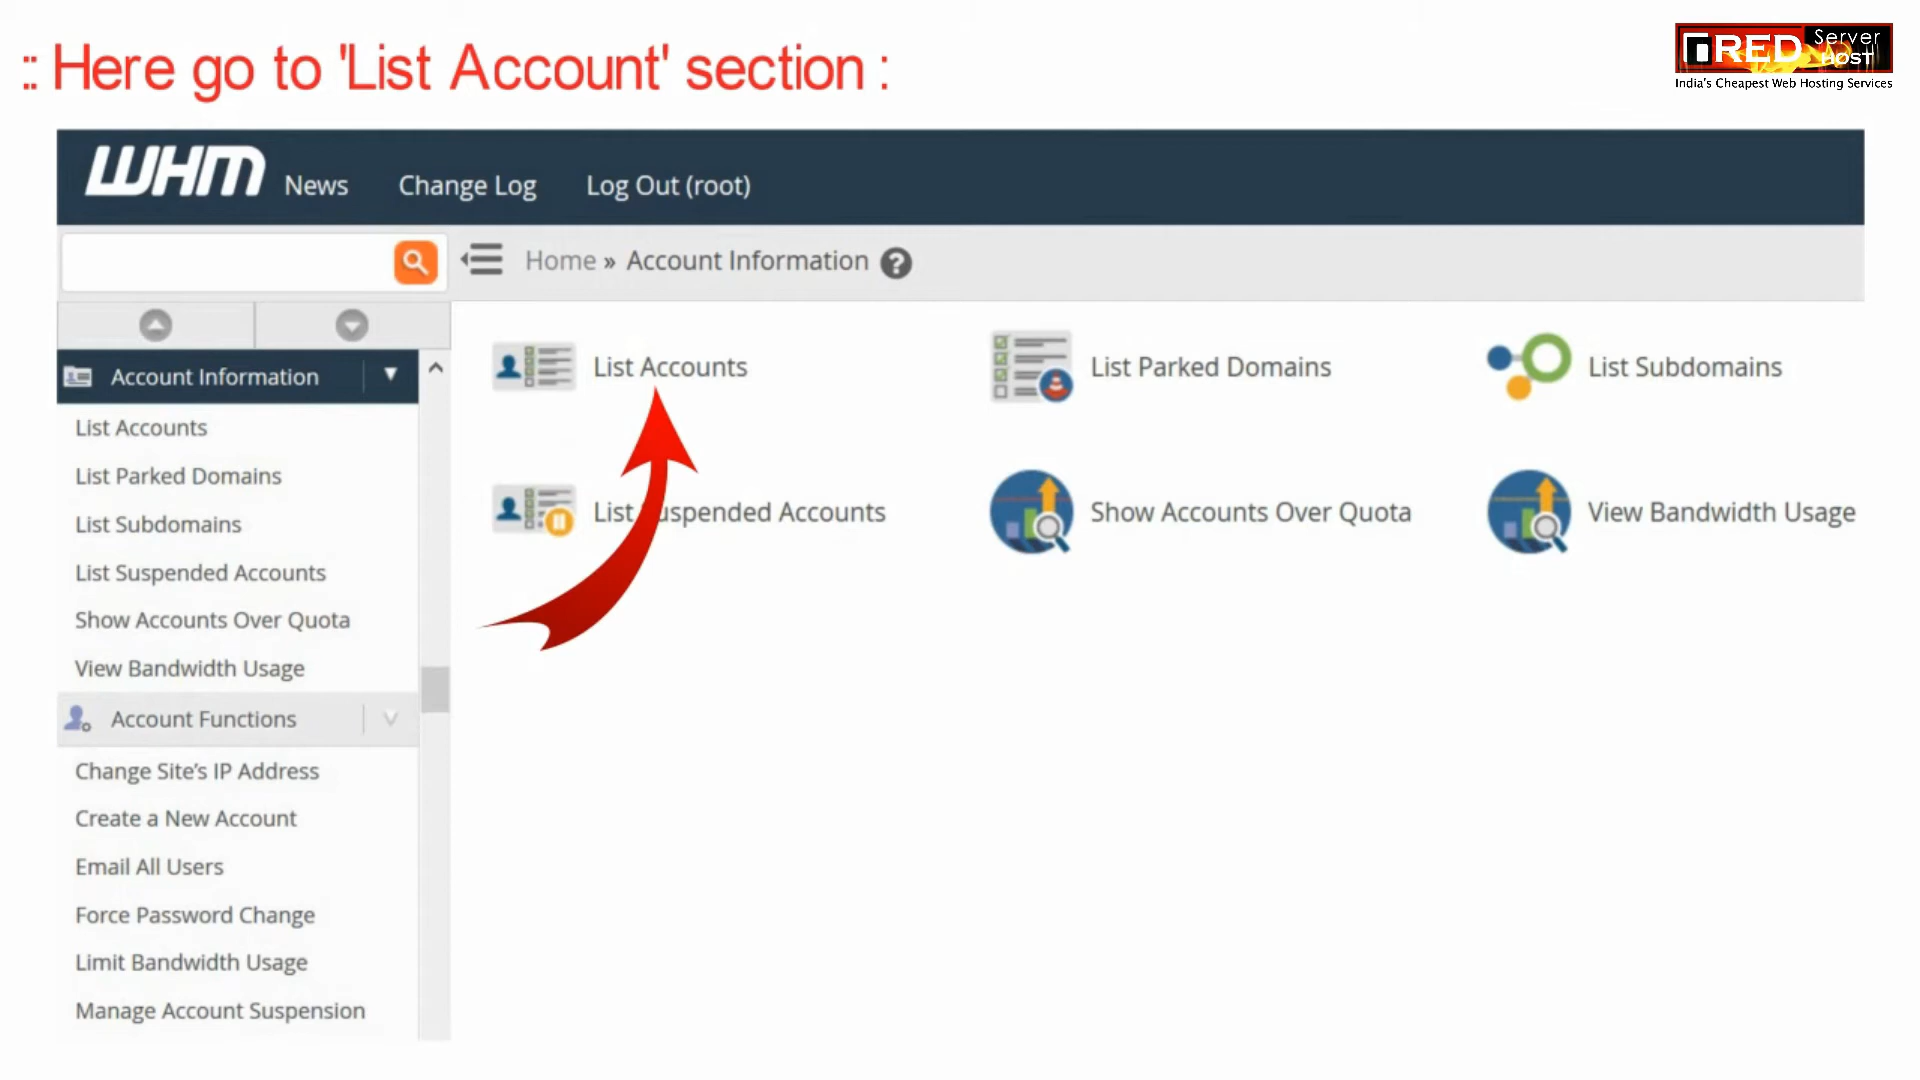 :: Here go to 'List Account' section :
RED Server HOST
India's Cheapest Web Hosting Services
WHM News Change Log Log Out (root)
Home » Account Information ?
Account Information
List Accounts
List Parked Domains
List Subdomains
List Suspended Accounts
Show Accounts Over Quota
View Bandwidth Usage
Account Functions
Change Site's IP Address
Create a New Account
Email All Users
Force Password Change
Limit Bandwidth Usage
Manage Account Suspension
List Accounts
List Parked Domains
List Subdomains
List Suspended Accounts
Show Accounts Over Quota
View Bandwidth Usage